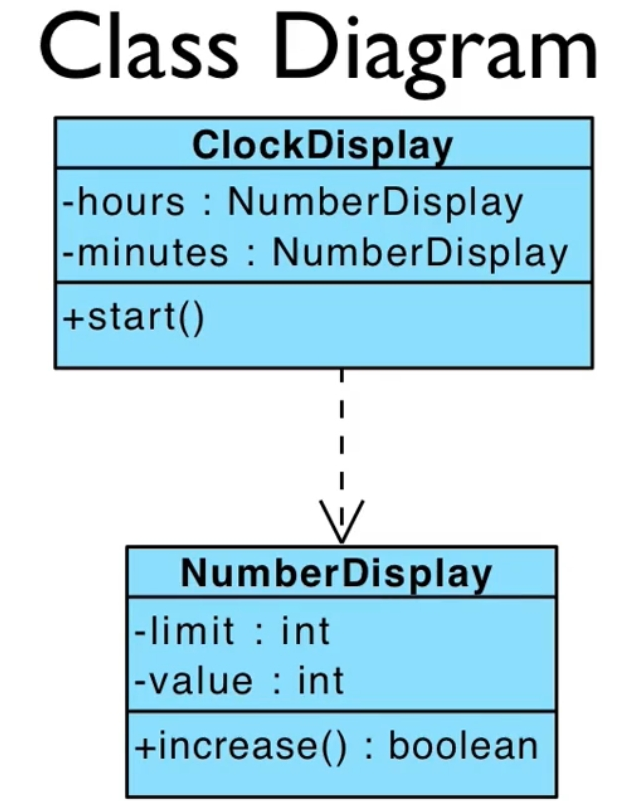 Class Diagram
ClockDisplay
-hours : NumberDisplay
-minutes : NumberDisplay
+start()
NumberDisplay
-limit : int
-value : int
+increase() : boolean